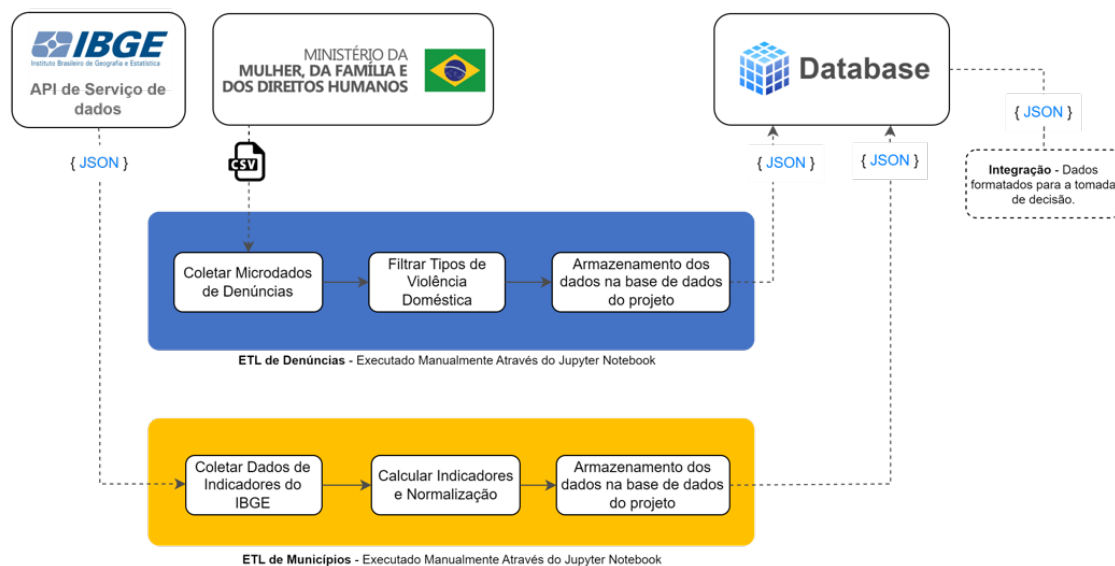 IBGE
Instituto Brasileiro de Geografia e Estatística
API de Serviço de
dados
MINISTÉRIO DA
MULHER, DA FAMÍLIA E
DOS DIREITOS HUMANOS
Database
{ JSON }
CSV
{ JSON }
{ JSON }
{ JSON }
Integração - Dados
formatados para a tomada
de decisão.
Coletar Microdados
de Denúncias
Filtrar Tipos de
Violência
Doméstica
Armazenamento dos
dados na base de dados
do projeto
ETL de Denúncias - Executado Manualmente Através do Jupyter Notebook
Coletar Dados de
Indicadores do
IBGE
Calcular Indicadores
e Normalização
Armazenamento dos
dados na base de dados
do projeto
ETL de Municípios - Executado Manualmente Através do Jupyter Notebook